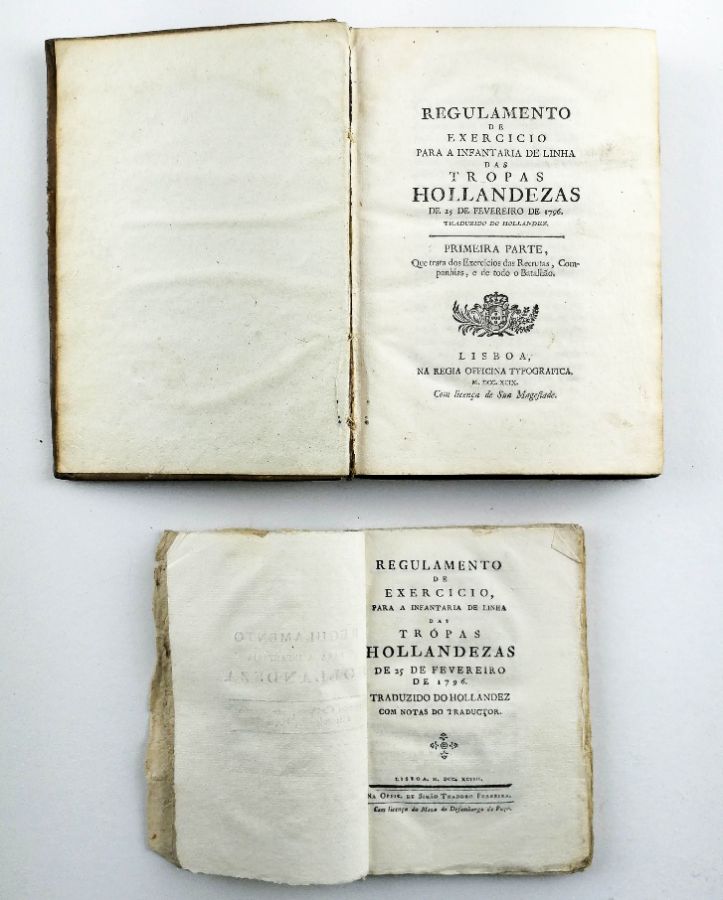 REGULAMENTO
DE
EXERCICIO
PARA A INFANTARIA DE LINHA
DAS
TROPAS
HOLLANDEZAS
DE 25 DE FEVEREIRO DE 1796.
TRADUZIDO DO HOLLANDEZ.
PRIMEIRA PARTE,
Que trata dos Exercicios das Recrutas, Com-
panhias, e de todo o Batalhão.
LISBOA,
NA REGIA OFFICINA TYPOGRAFICA.
M. DCC. XCIX.
Com licença de Sua Magestade.
REGULAMENTO
DE
EXERCICIO,
PARA A INFANTARIA DE LINHA
DAS
TRÓPAS
HOLLANDEZAS
DE 25 DE FEVEREIRO
DE 1796.
TRADUZIDO DO HOLLANDEZ
COM NOTAS DO TRADUCTOR.
LISBOA. M. DCC.
NA OFFIC. DE SIMÃO THADDEO FERREIRA.
Com licença da Meza do Desembargo do Paço.